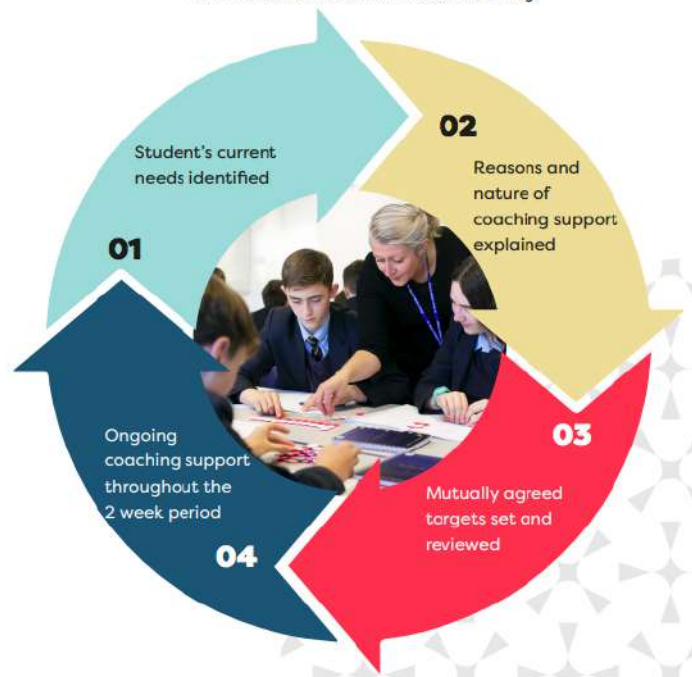 01
Student's current
needs identified
02
Reasons and
nature of
coaching support
explained
03
Mutually agreed
targets set and
reviewed
04
Ongoing
coaching support
throughout the
2 week period